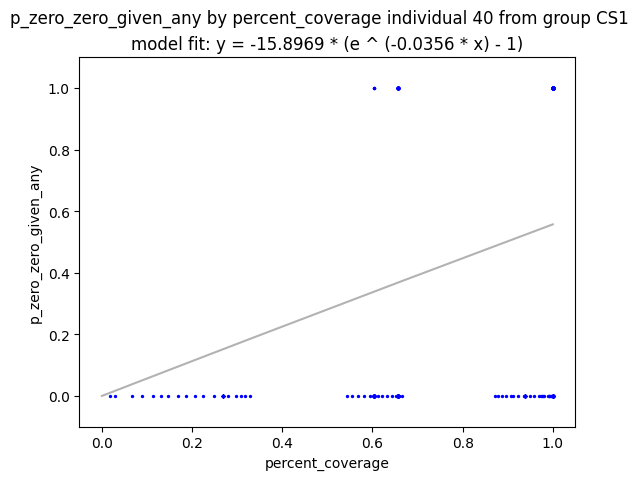 p_zero_zero_given_any by percent_coverage individual 40 from group CS1
model fit: y = -15.8969 * (e ^ (-0.0356 * x) - 1)
1.0
0.8
0.6
0.4
0.2
0.0
p_zero_zero_given_any
0.0 0.2 0.4 0.6 0.8 1.0
percent_coverage